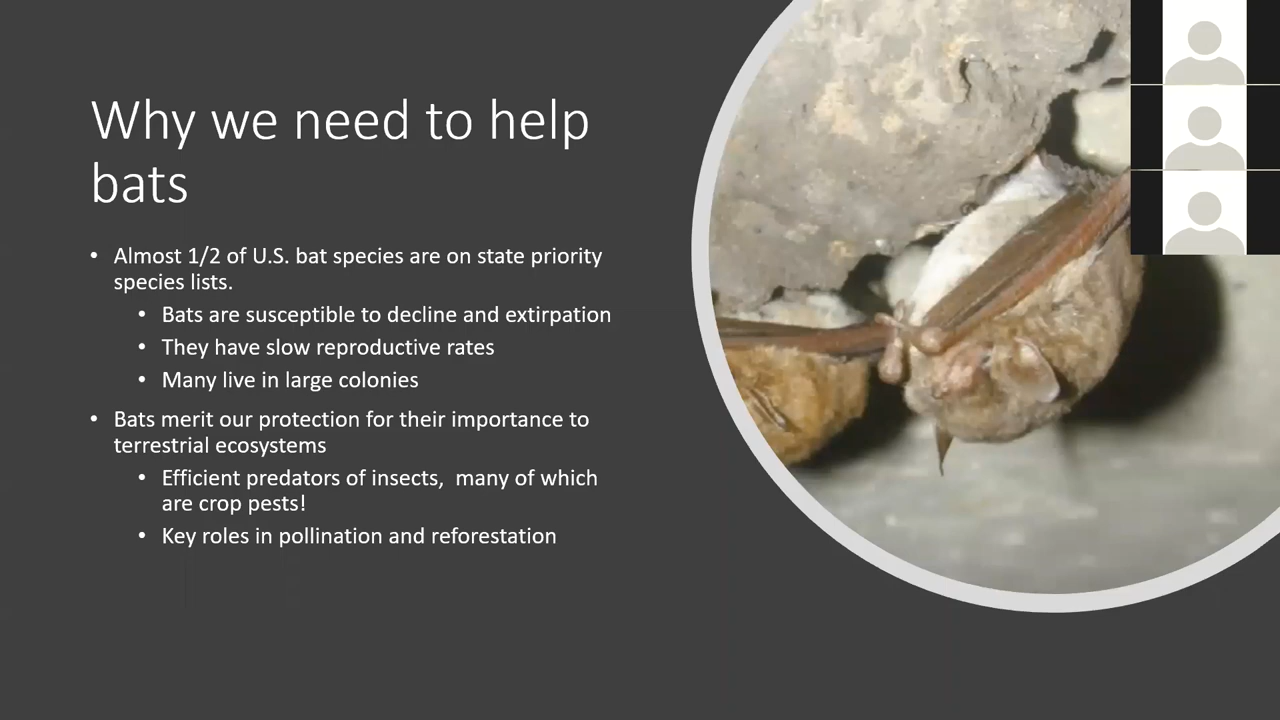 Why we need to help
bats
• Almost 1/2 of U.S. bat species are on state priority
species lists.
• Bats are susceptible to decline and extirpation
• They have slow reproductive rates
• Many live in large colonies
• Bats merit our protection for their importance to
terrestrial ecosystems
• Efficient predators of insects,  many of which
are crop pests!
• Key roles in pollination and reforestation